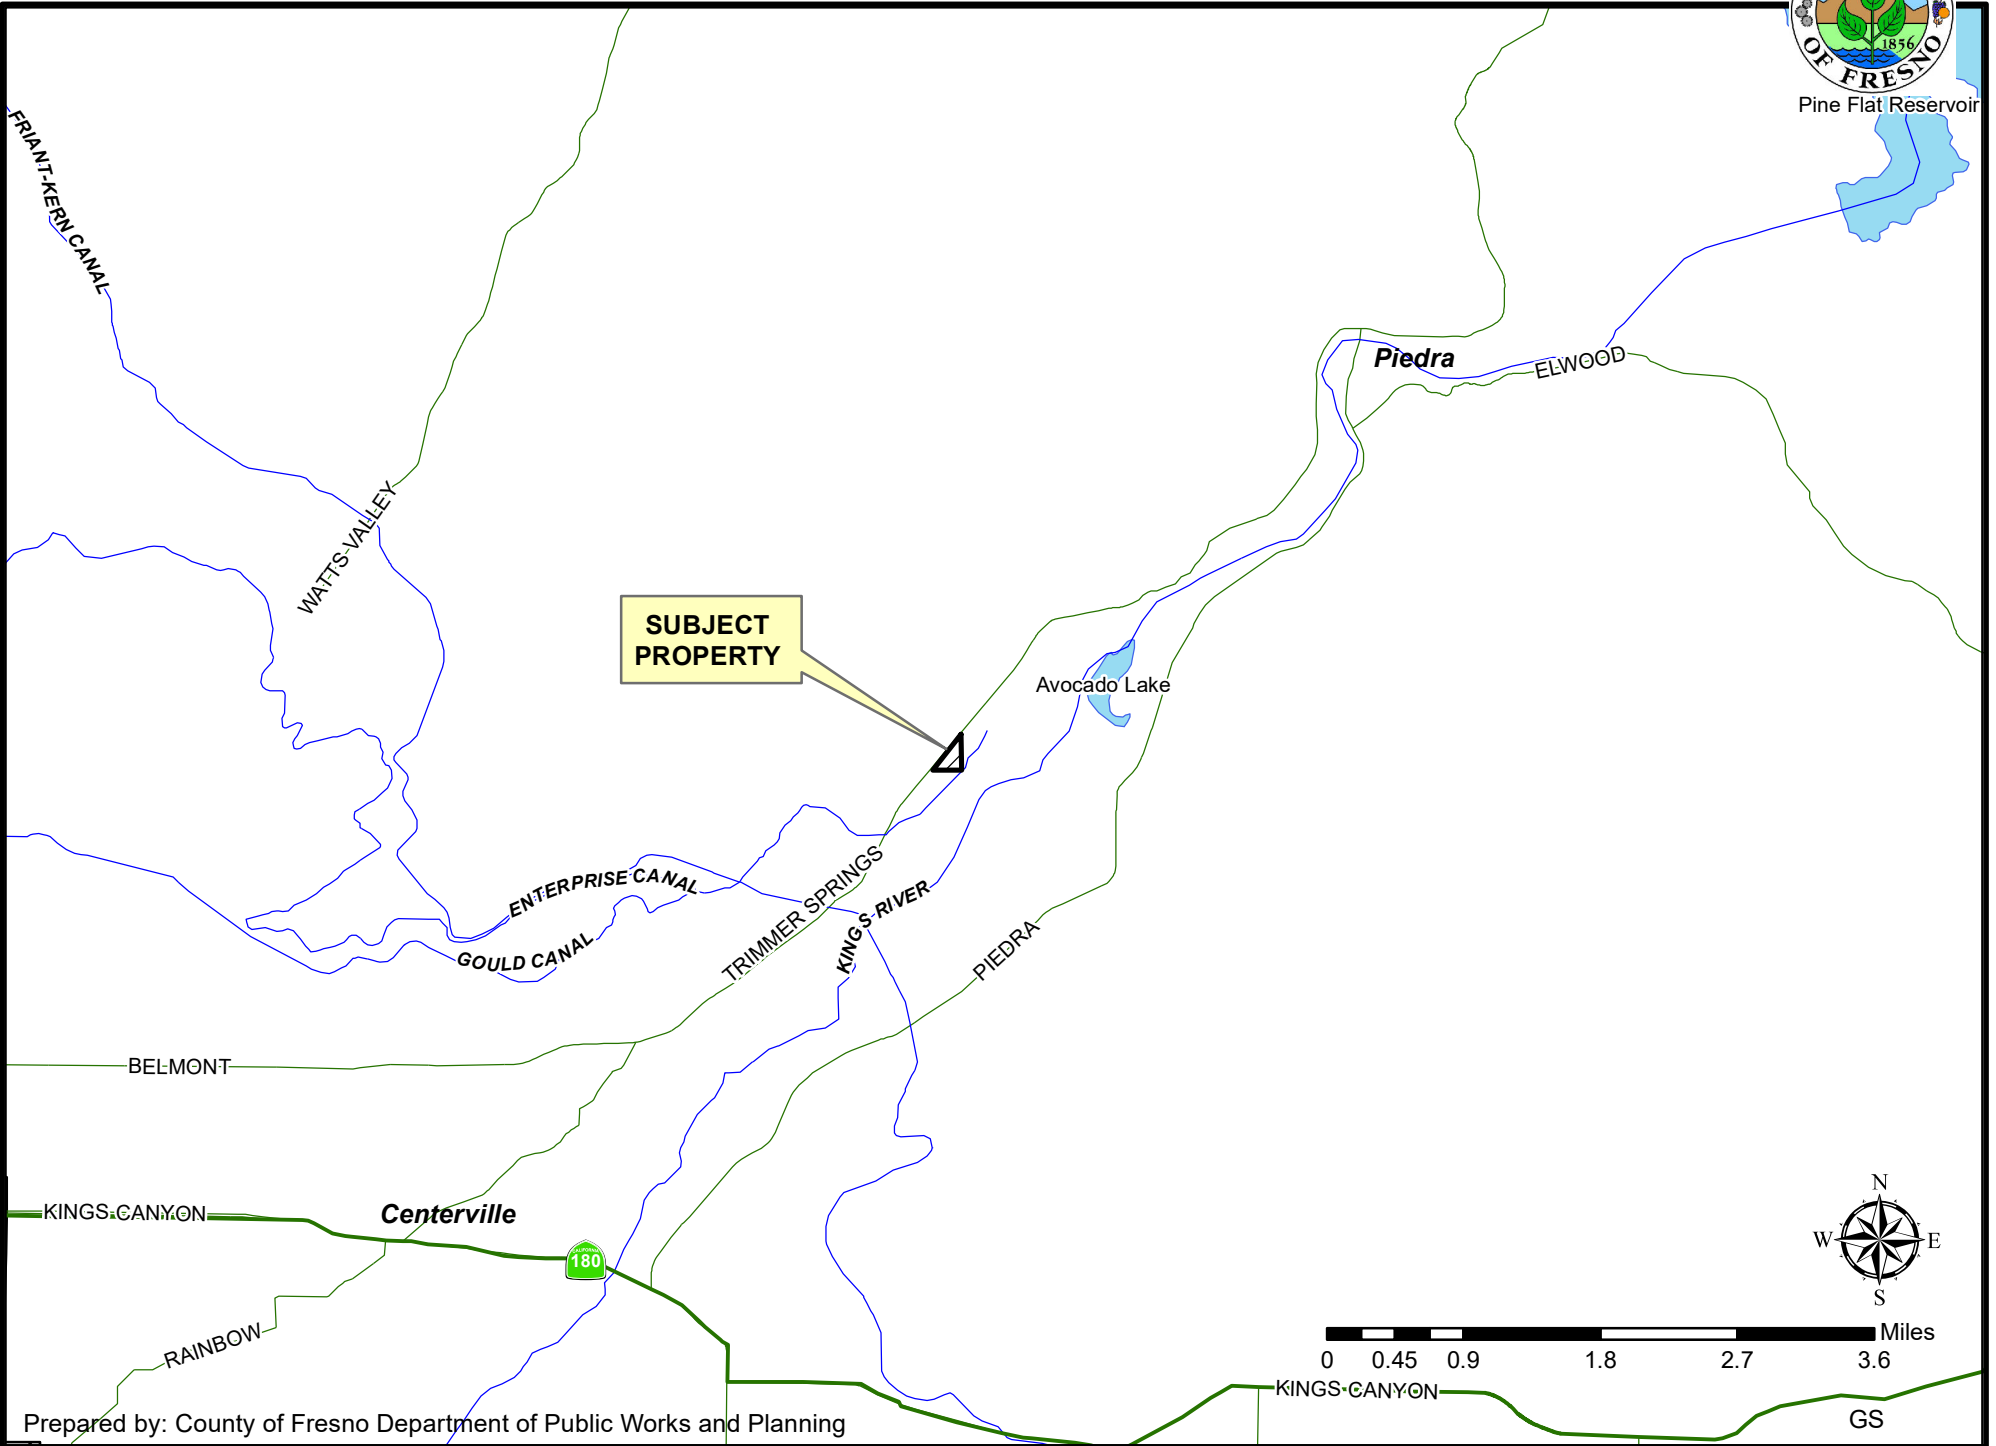 1856
OF FRESNO
Pine Flat Reservoir
FRIANT-KERN CANAL
Piedra
ELWOOD
WATTS VALLEY
SUBJECT
PROPERTY
Avocado Lake
ENTERPRISE CANAL
TRIMMER SPRINGS
KINGS RIVER
GOULD CANAL
PIEDRA
BELMONT
KINGS CANYON
Centerville
CALIFORNIA
180
N
W
E
S
RAINBOW
Miles
0 0.45 0.9 1.8 2.7 3.6
KINGS CANYON
GS
Prepared by: County of Fresno Department of Public Works and Planning